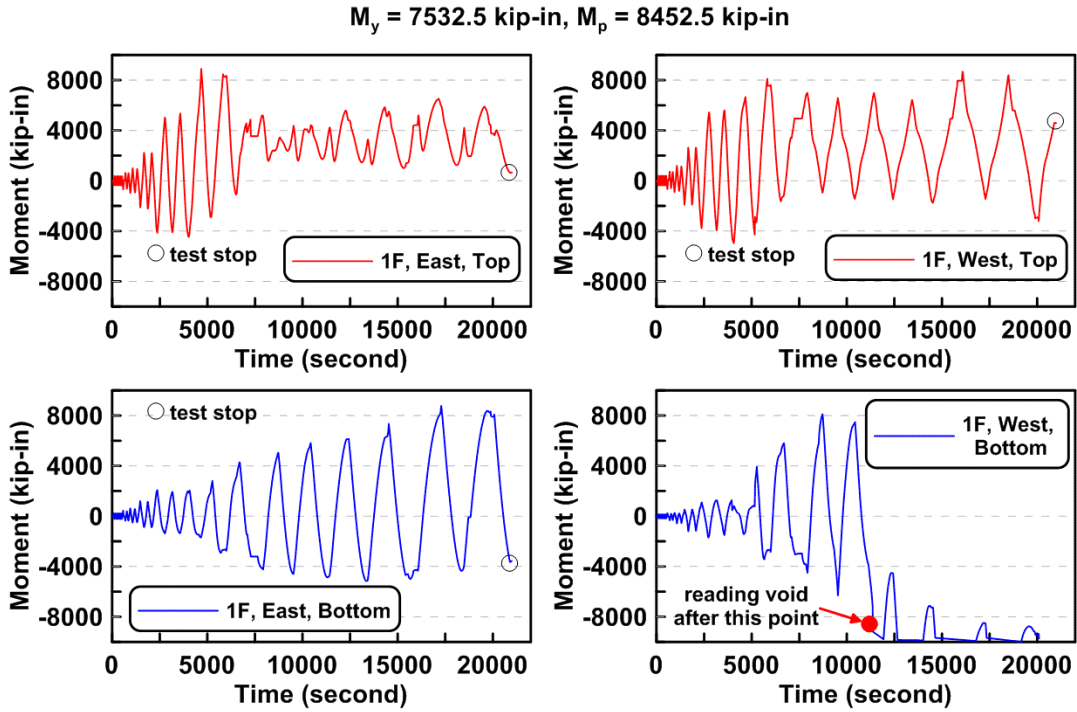 M_y = 7532.5 kip-in, M_p = 8452.5 kip-in
Moment (kip-in)
8000
4000
0
-4000
-8000
test stop
1F, East, Top
0 5000 10000 15000 20000
Time (second)
Moment (kip-in)
8000
4000
0
-4000
-8000
test stop
1F, West, Top
0 5000 10000 15000 20000
Time (second)
Moment (kip-in)
8000
4000
0
-4000
-8000
test stop
1F, East, Bottom
0 5000 10000 15000 20000
Time (second)
Moment (kip-in)
8000
4000
0
-4000
-8000
1F, West,
Bottom
reading void
after this point
0 5000 10000 15000 20000
Time (second)